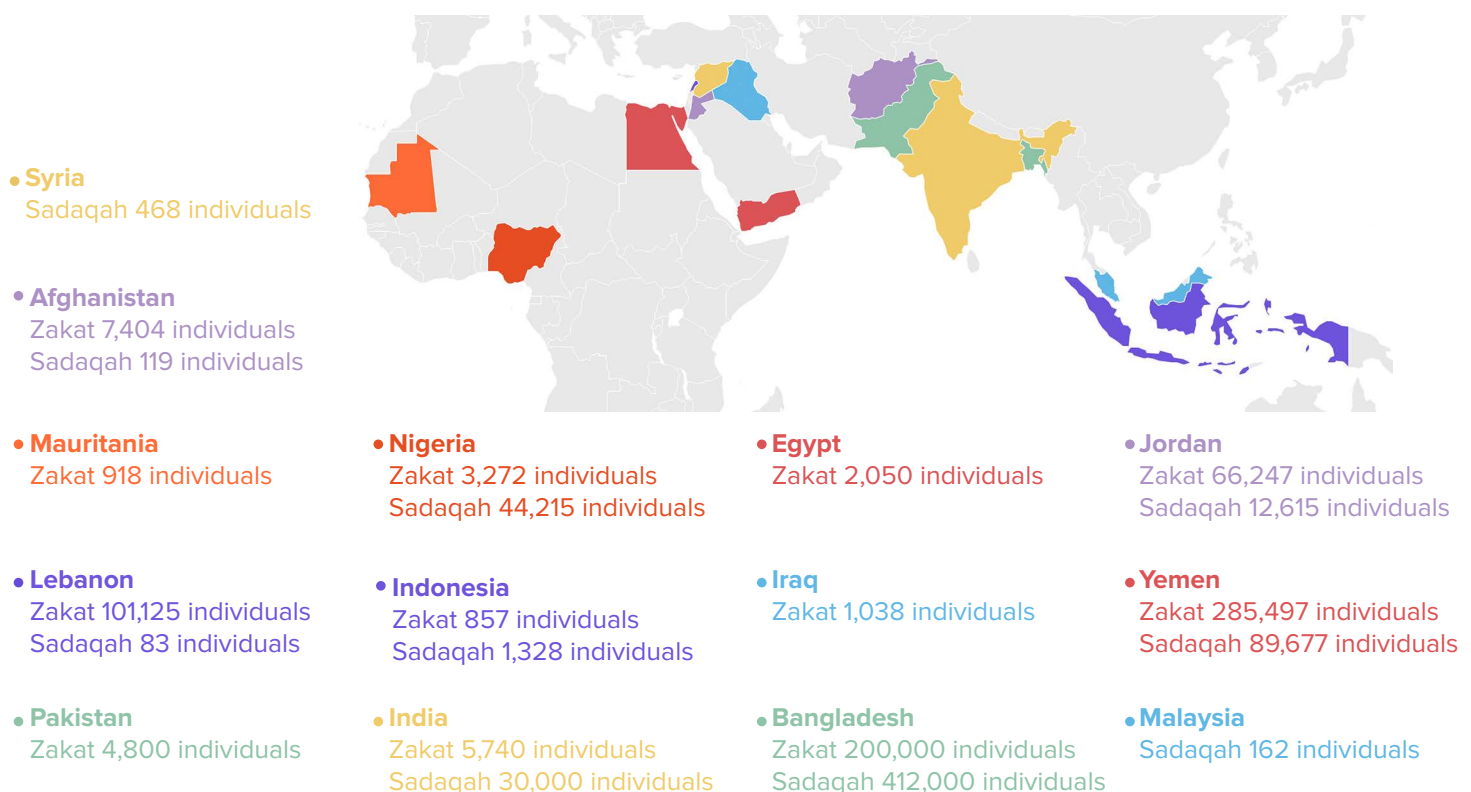 Syria
Sadaqah 468 individuals
Afghanistan
Zakat 7,404 individuals
Sadaqah 119 individuals
Mauritania
Zakat 918 individuals
Nigeria
Zakat 3,272 individuals
Sadaqah 44,215 individuals
Egypt
Zakat 2,050 individuals
Jordan
Zakat 66,247 individuals
Sadaqah 12,615 individuals
Lebanon
Zakat 101,125 individuals
Sadaqah 83 individuals
Indonesia
Zakat 857 individuals
Sadaqah 1,328 individuals
Iraq
Zakat 1,038 individuals
Yemen
Zakat 285,497 individuals
Sadaqah 89,677 individuals
Pakistan
Zakat 4,800 individuals
India
Zakat 5,740 individuals
Sadaqah 30,000 individuals
Bangladesh
Zakat 200,000 individuals
Sadaqah 412,000 individuals
Malaysia
Sadaqah 162 individuals